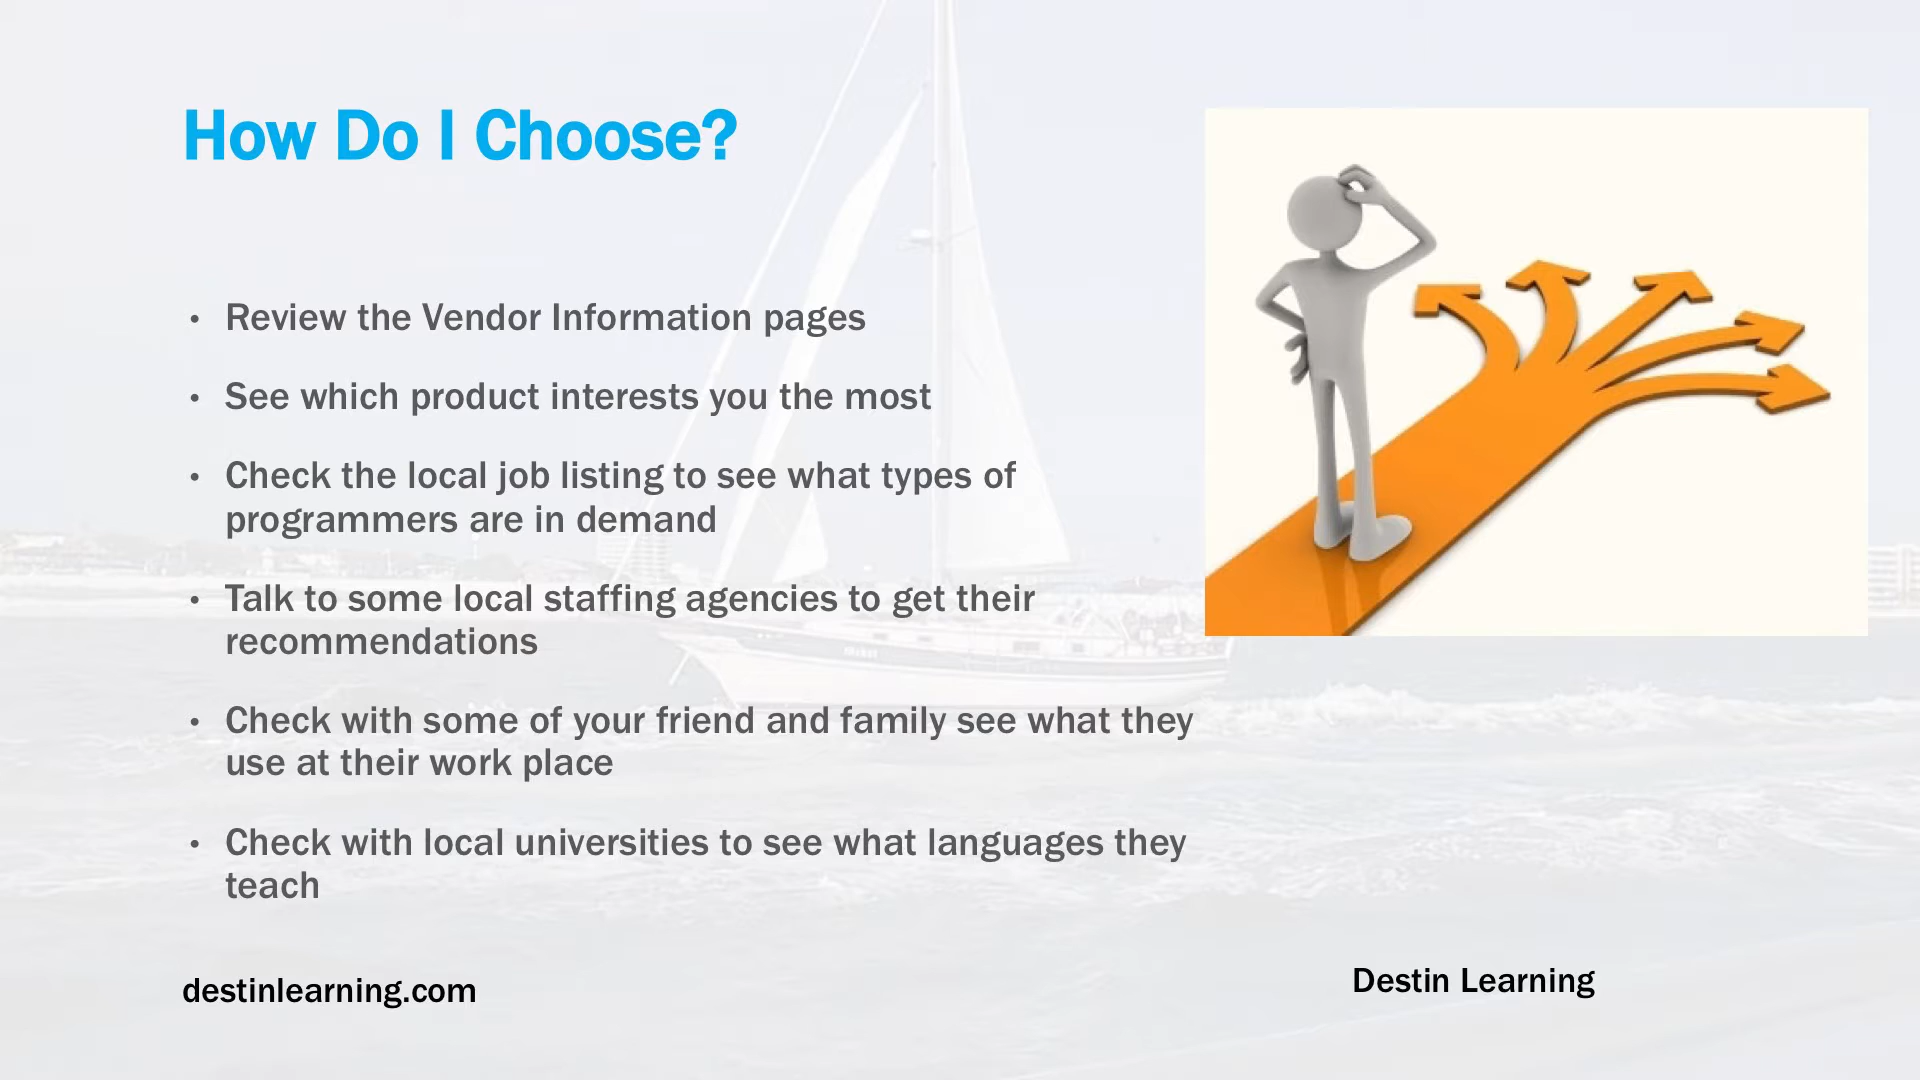 How Do I Choose?
• Review the Vendor Information pages
• See which product interests you the most
• Check the local job listing to see what types of
programmers are in demand
• Talk to some local staffing agencies to get their
recommendations
• Check with some of your friend and family see what they
use at their work place
• Check with local universities to see what languages they
teach
destinlearning.com
Destin Learning